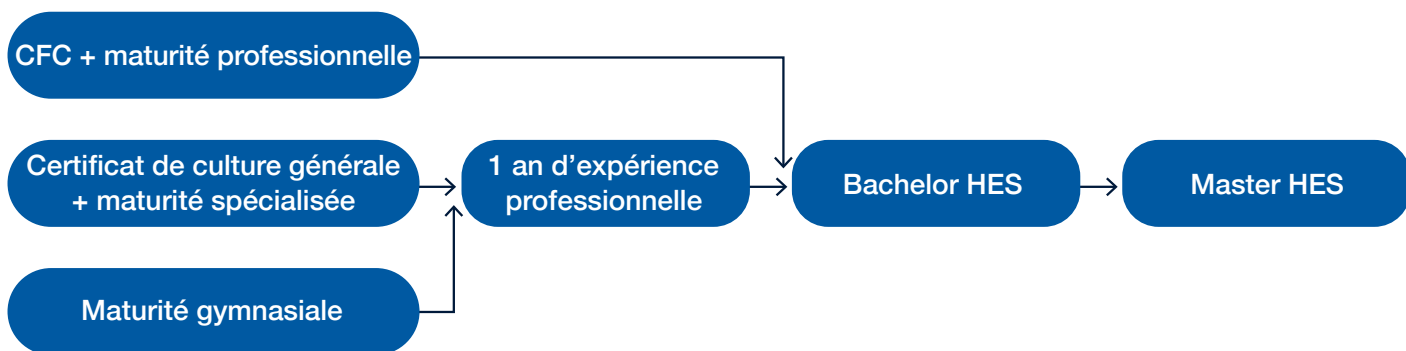 CFC + maturité professionnelle
Certificat de culture générale
+ maturité spécialisée
1 an d’expérience
professionnelle
Bachelor HES
Master HES
Maturité gymnasiale